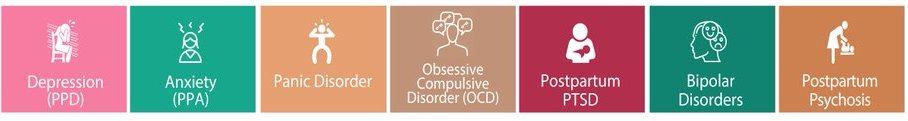 Depression
(PPD)
Anxiety
(PPA)
Panic Disorder
Obsessive
Compulsive
Disorder (OCD)
Postpartum
PTSD
Bipolar
Disorders
Postpartum
Psychosis